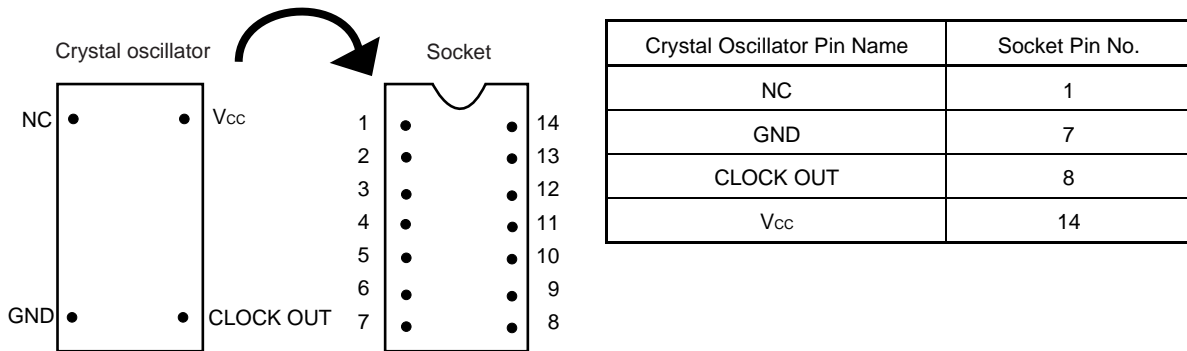 Crystal oscillator
NC
Vcc
GND
CLOCK OUT
Socket
1 14
2 13
3 12
4 11
5 10
6 9
7 8
Crystal Oscillator Pin Name Socket Pin No.
NC 1
GND 7
CLOCK OUT 8
Vcc 14